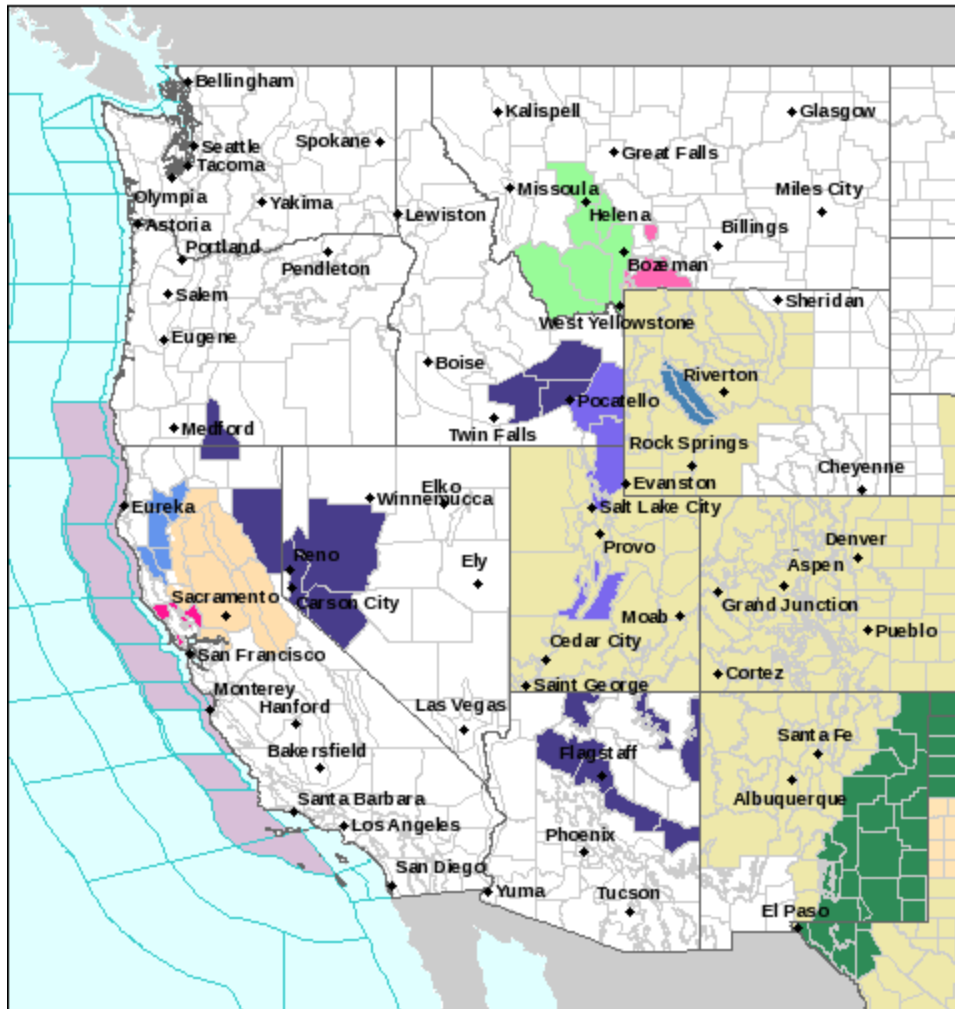 Bellingham
Kalispell
Glasgow
Seattle
Spokane
Great Falls
Tacoma
Missoula
Miles City
Olympia
Yakima
Helena
Lewiston
Astoria
Billings
Portland
Pendleton
Bozeman
Salem
Sheridan
West Yellowstone
Eugene
Boise
Riverton
Pocatello
Medford
Twin Falls
Rock Springs
Cheyenne
Elko
Evanston
Winnemucca
Eureka
Salt Lake City
Provo
Denver
Reno
Ely
Aspen
Sacramento
Carson City
Moab
Grand Junction
Pueblo
Cedar City
San Francisco
Cortez
Saint George
Monterey
Hanford
Las Vegas
Santa Fe
Bakersfield
Flagstaff
Albuquerque
Santa Barbara
Los Angeles
Phoenix
San Diego
Yuma
Tucson
El Paso